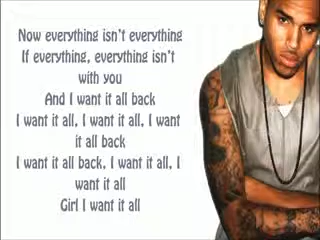 Now everything isn't everything
If everything, everything isn't
with you
And I want it all back
I want it all, I want it all, I want
it all back
I want it all back, I want it all, I
want it all
Girl I want it all